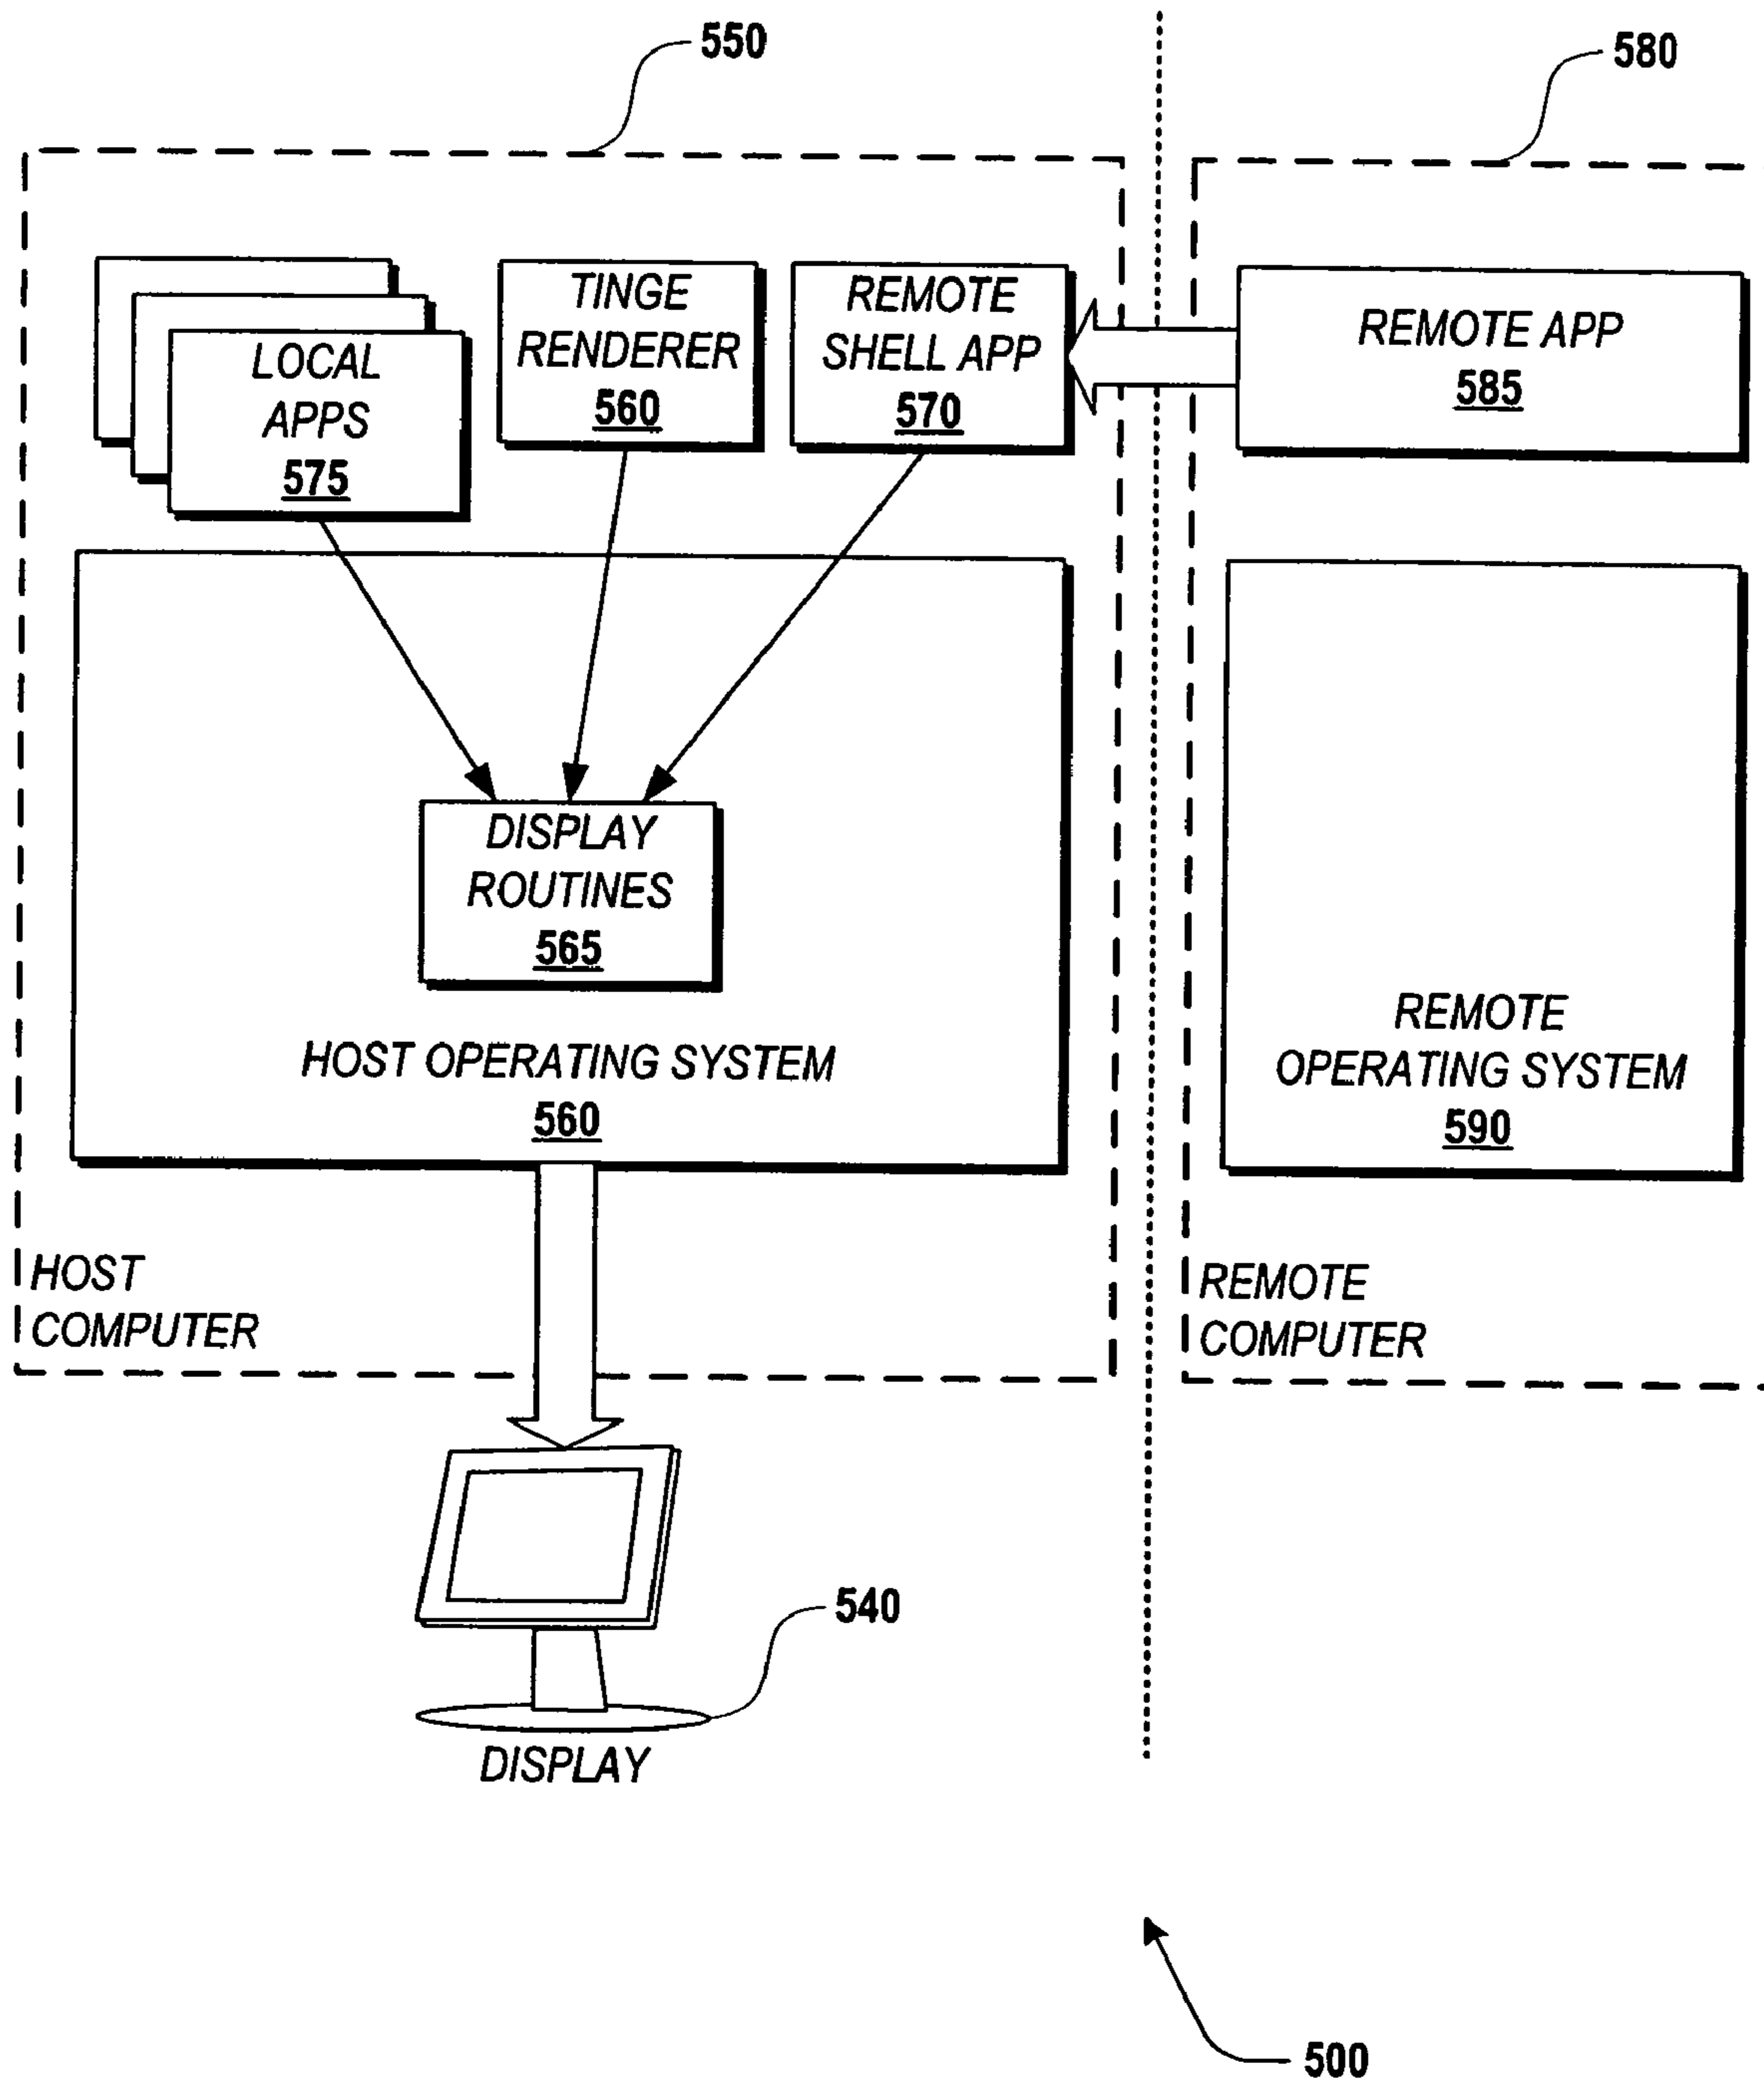 550
580
LOCAL
APPS
575
TINGE
RENDERER
560
REMOTE
SHELL APP
570
REMOTE APP
585
DISPLAY
ROUTINES
565
HOST OPERATING SYSTEM
560
REMOTE
OPERATING SYSTEM
590
HOST
COMPUTER
REMOTE
COMPUTER
540
DISPLAY
500